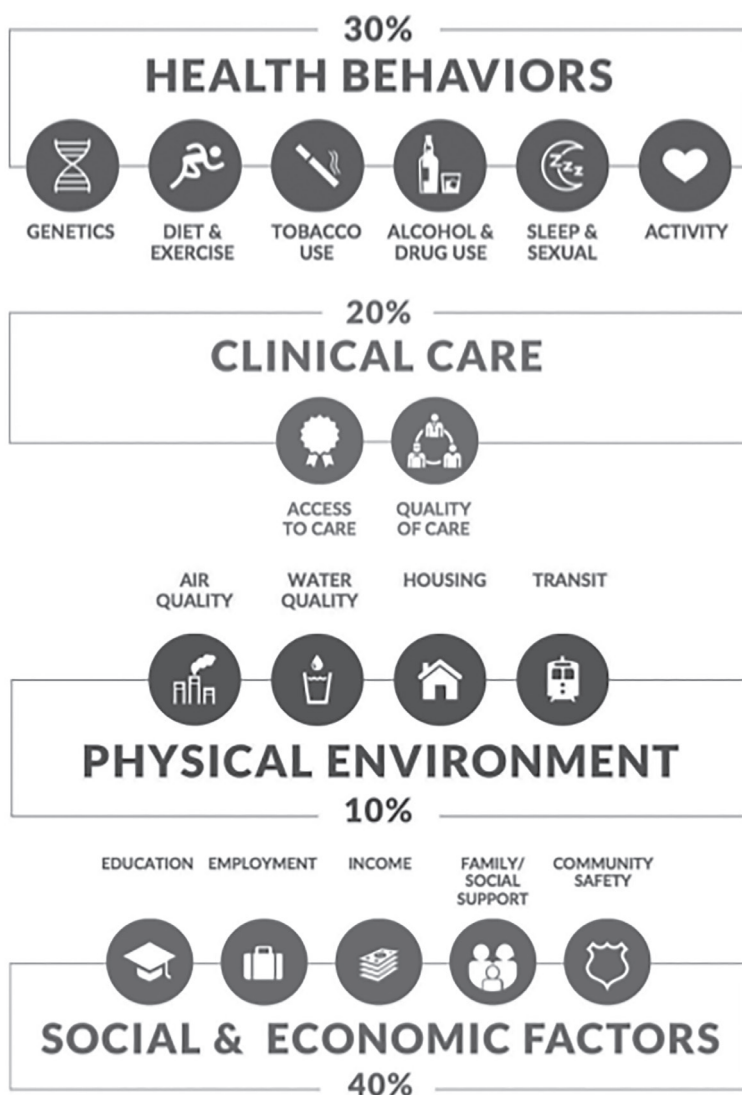 30%
HEALTH BEHAVIORS
GENETICS
DIET &
EXERCISE
TOBACCO
USE
ALCOHOL &
DRUG USE
SLEEP &
SEXUAL
ACTIVITY
20%
CLINICAL CARE
ACCESS
TO CARE
QUALITY
OF CARE
AIR
QUALITY
WATER
QUALITY
HOUSING
TRANSIT
PHYSICAL ENVIRONMENT
10%
EDUCATION
EMPLOYMENT
INCOME
FAMILY/
SOCIAL
SUPPORT
COMMUNITY
SAFETY
SOCIAL & ECONOMIC FACTORS
40%